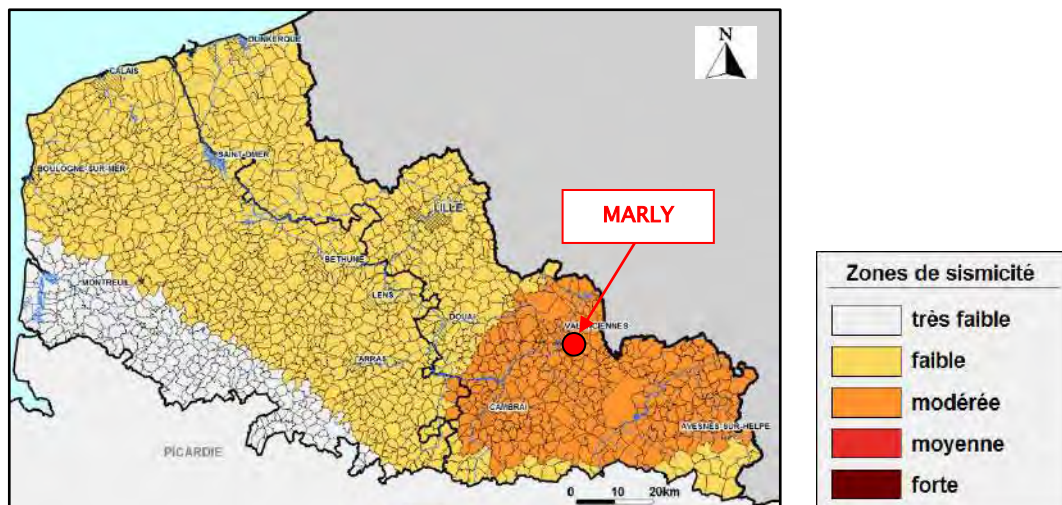 DUNKERQUE
N
CALAIS
SAINT-OMER
BOULOGNE-SUR-MER
MARLY
LILLE
BETHUNE
MONTREUIL
LENS
DOUAI
VALENCIENNES
ARRAS
CAMBRAI
AVESNES-SUR-HELPE
PICARDIE
0 10 20km
Zones de sismicité
très faible
faible
modérée
moyenne
forte